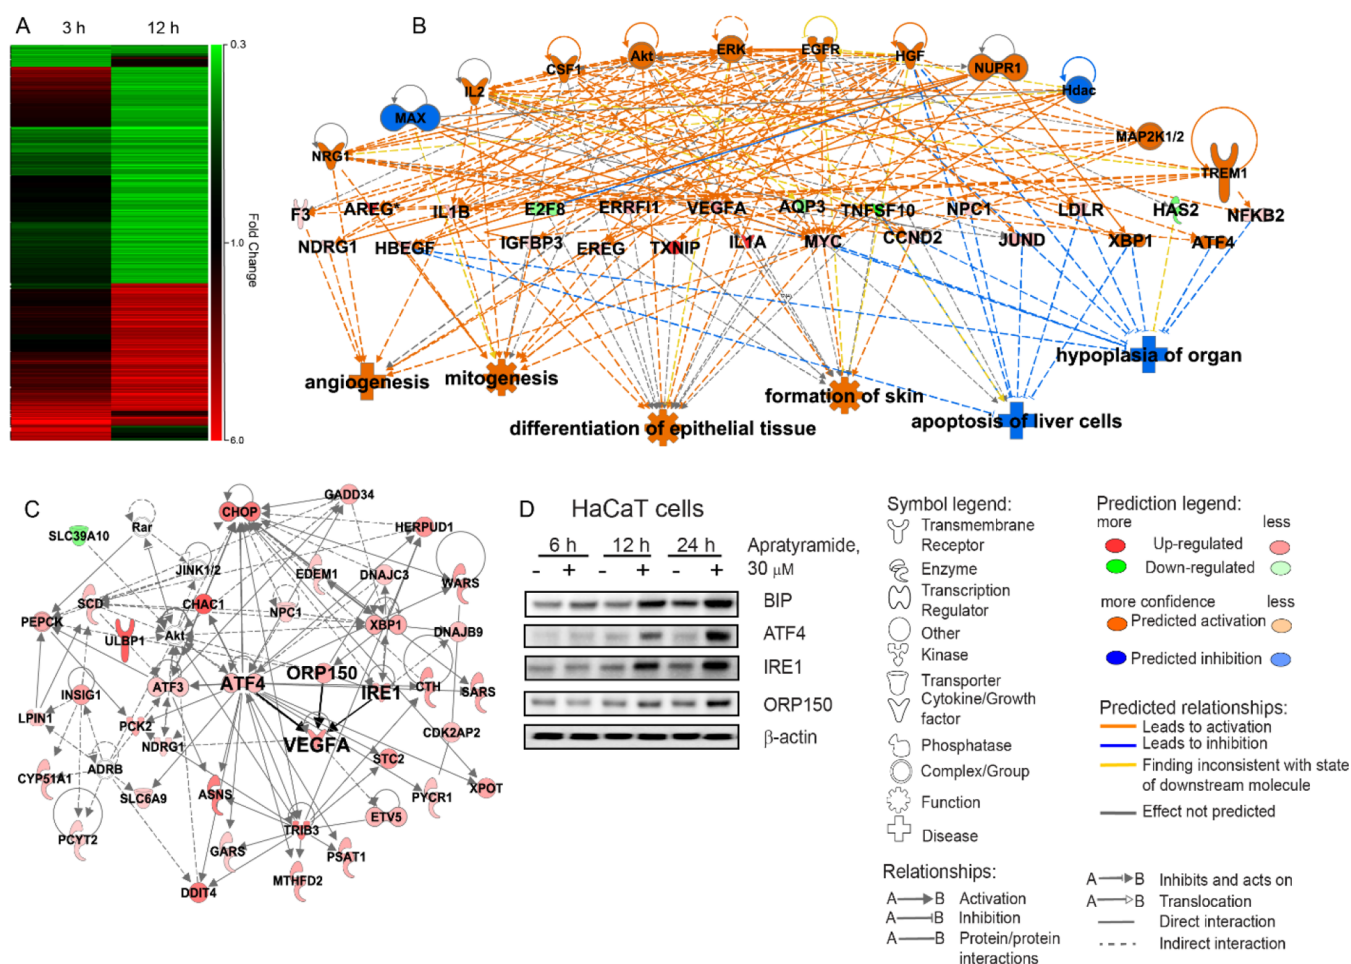 A
3 h 12 h
0.3
1.0
6.0
Fold Change
B
MAX
IL2
CSF1
Akt
ERK
EGFR
HGF
NUPR1
Hdac
NRG1
MAP2K1/2
TREM1
F3
AREG*
IL1B
E2F8
ERRFI1
VEGFA
AQP3
TNFSF10
NPC1
LDLR
HAS2
NFKB2
NDRG1
HBEGF
IGFBP3
EREG
TXNIP
IL1A
MYC
CCND2
JUND
XBP1
ATF4
angiogenesis
mitogenesis
differentiation of epithelial tissue
formation of skin
apoptosis of liver cells
hypoplasia of organ
C
SLC39A10
Rar
CHOP
GADD34
HERPUD1
JINK1/2
EDEM1
DNAJC3
WARS
SCD
CHAC1
NPC1
PEPCK
ULBP1
Akt
XBP1
DNAJB9
INSIG1
ATF3
ATF4
ORP150
IRE1
CTH
SARS
LPIN1
PCK2
NDRG1
VEGFA
CDK2AP2
CYP51A1
ADRB
SLC6A9
ASNS
STC2
PYCR1
XPOT
PCYT2
GARS
TRIB3
ETV5
PSAT1
MTHFD2
DDIT4
D
HaCaT cells
6 h 12 h 24 h
Apratyramide,
- + - + - + 30 μM
BIP
ATF4
IRE1
ORP150
β-actin
Symbol legend:
Transmembrane
Receptor
Enzyme
Transcription
Regulator
Other
Kinase
Transporter
Cytokine/Growth
factor
Phosphatase
Complex/Group
Function
Disease
Prediction legend:
more less
Up-regulated
Down-regulated
more confidence less
Predicted activation
Predicted inhibition
Predicted relationships:
Leads to activation
Leads to inhibition
Finding inconsistent with state
of downstream molecule
Effect not predicted
Relationships:
A B Activation
A B Inhibition
A B Protein/protein
interactions
A B Inhibits and acts on
A B Translocation
Direct interaction
Indirect interaction